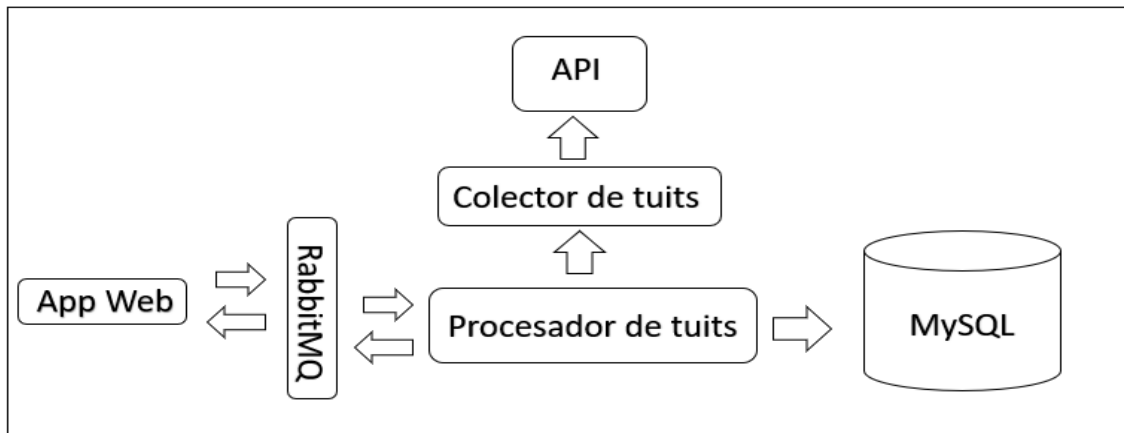 API
Colector de tuits
RabbitMQ
App Web
Procesador de tuits
MySQL